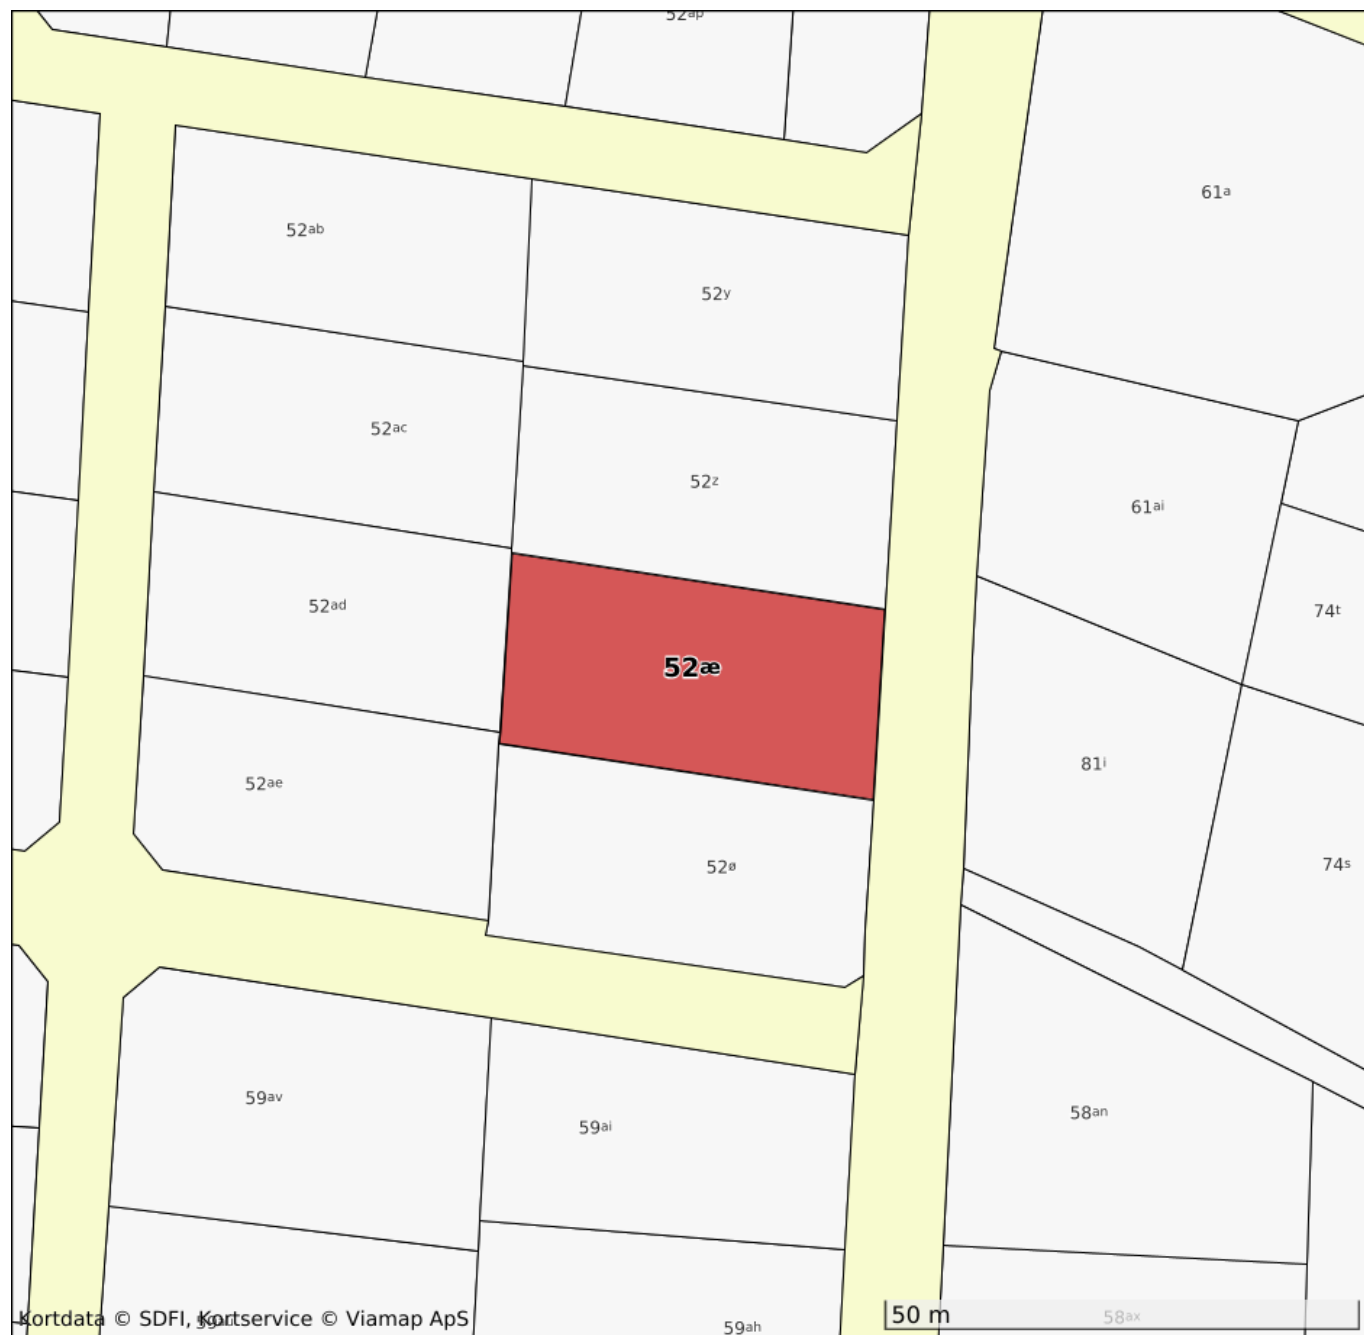 52ap
61a
52ab
52y
52ac
52z
61ai
52ad
74t
52æ
81i
52ae
52ø
74s
59av
58an
59ai
Kortdata © SDFI, Kortservice © Viamap ApS
50 m
58ax
59ah